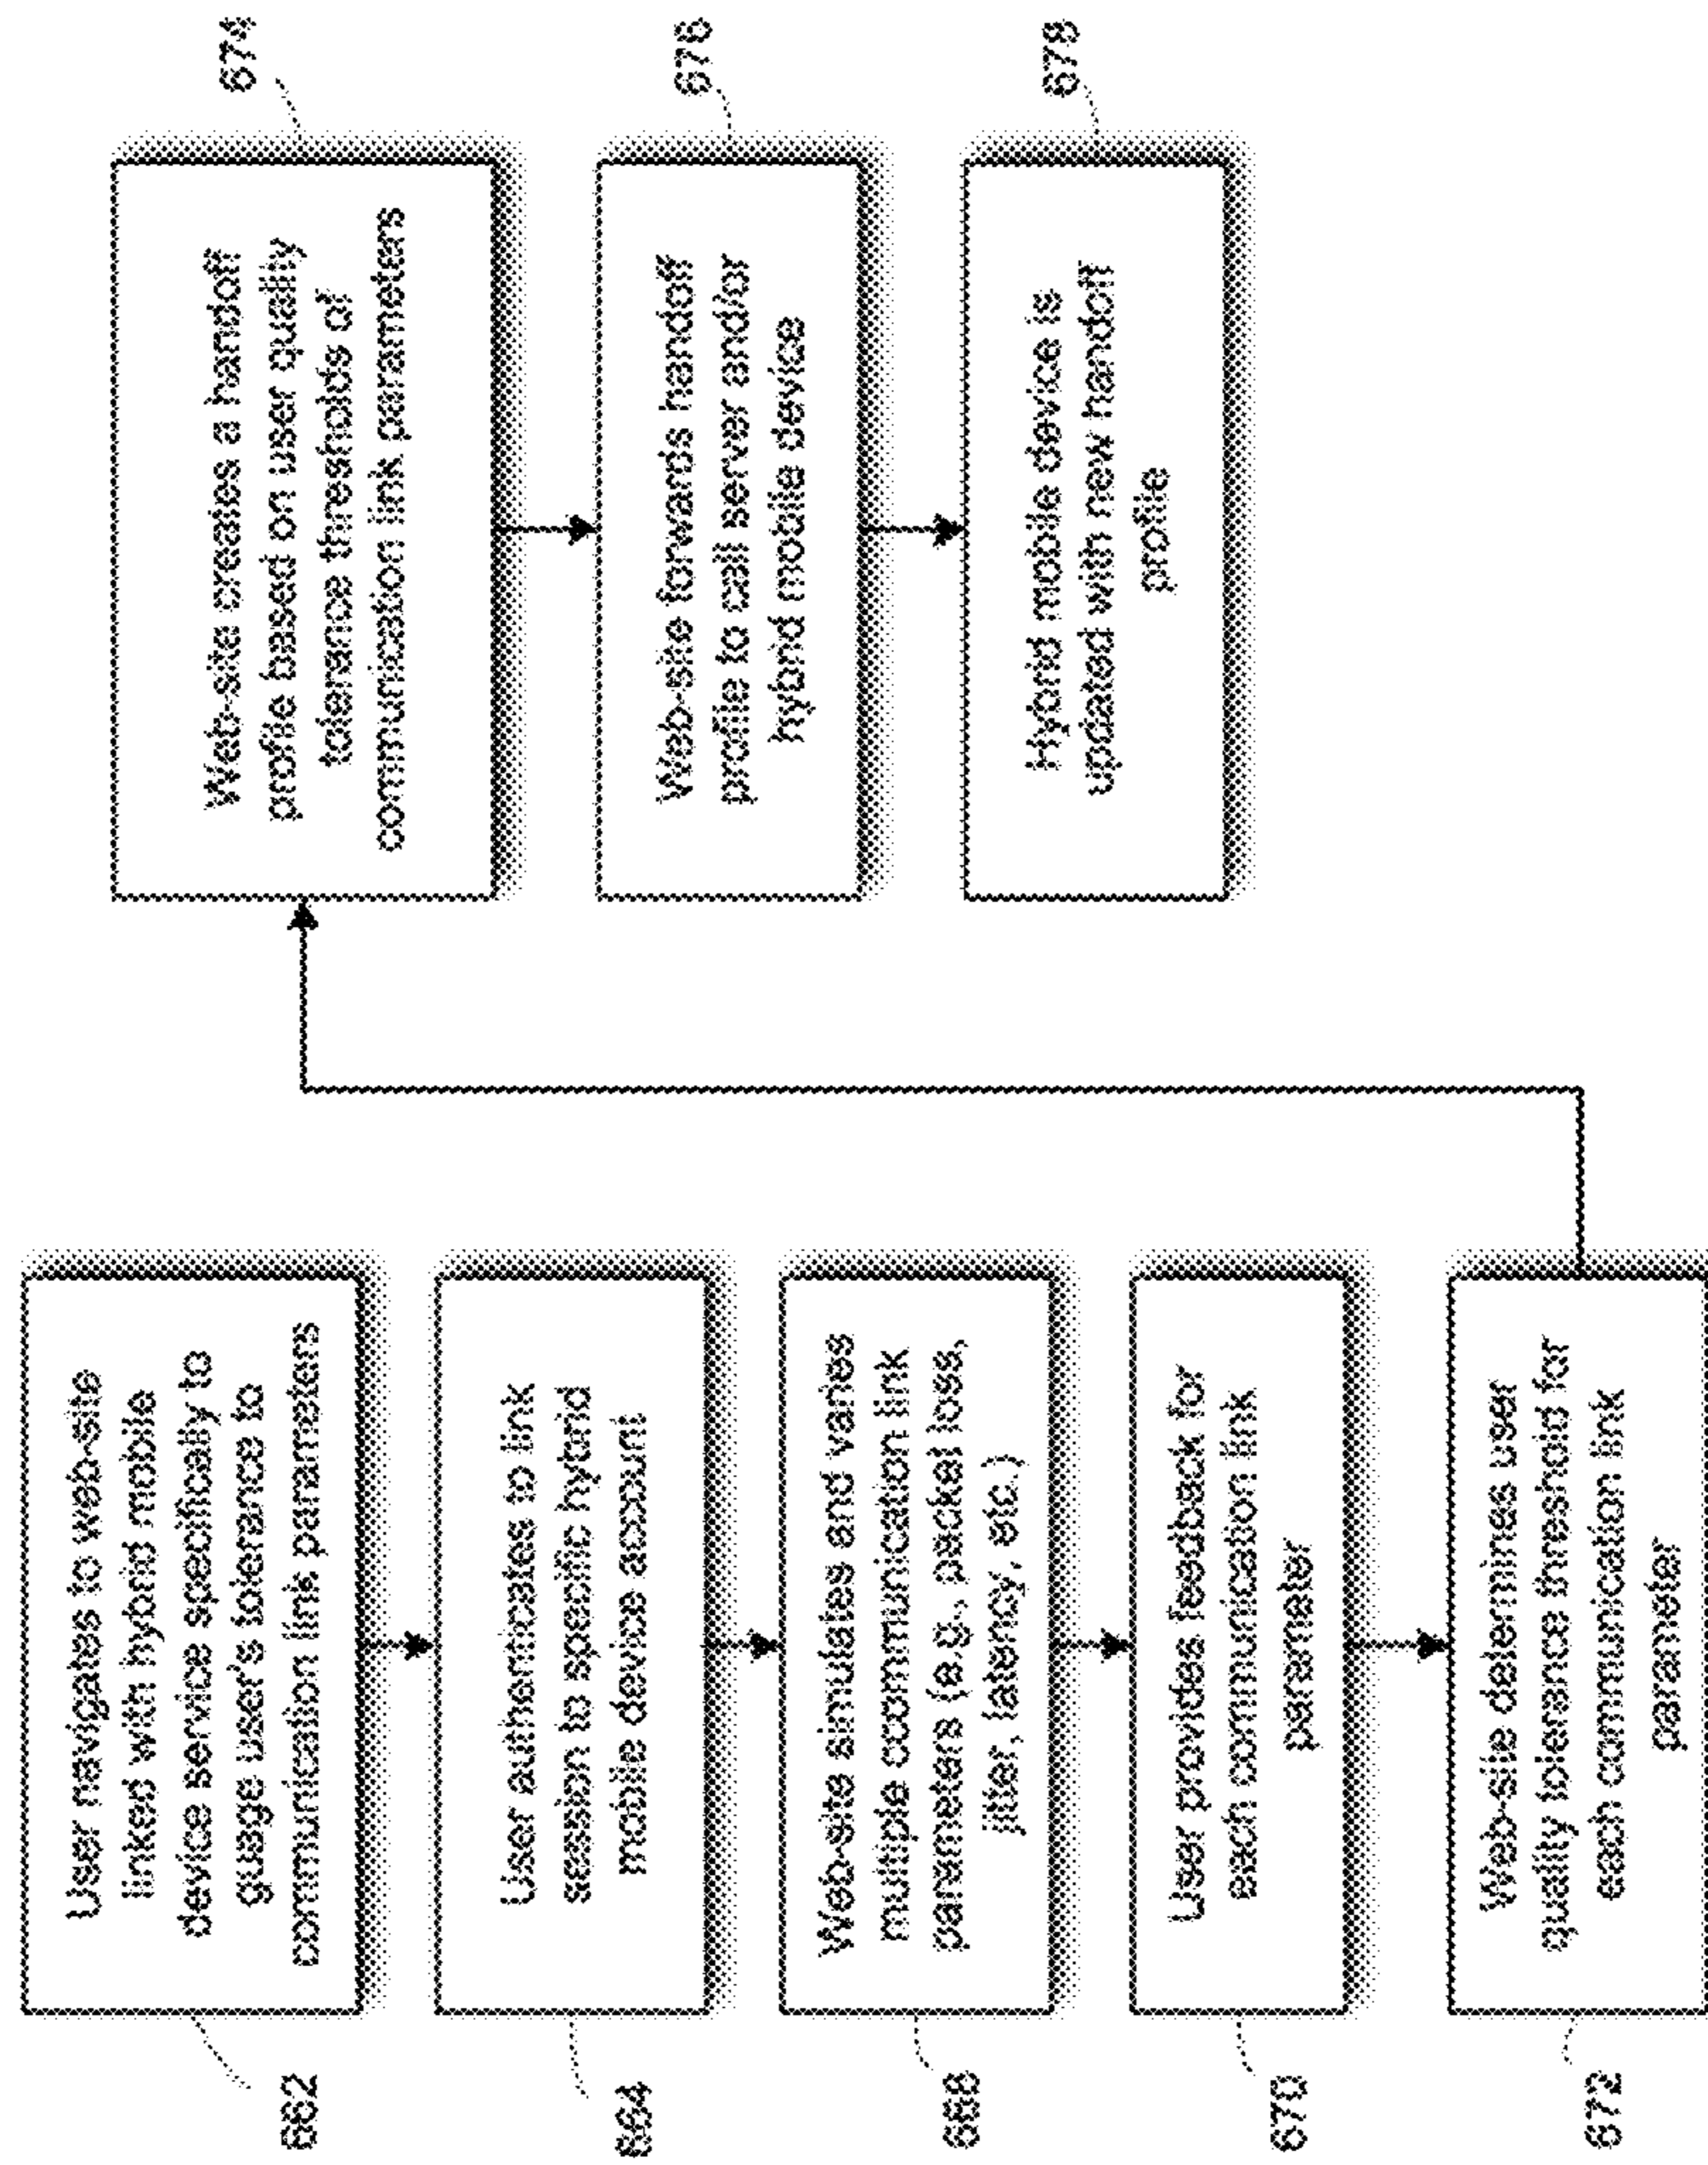 User navigates to web-site
linked with hybrid mobile
device service specifically to
guage user's tolerance to
communication link parameters
662
User authenticates to link
session to specific hybrid
mobile device account
664
Web-site simulates and varies
multiple ccommunication link
parameters (e.g., packet loss,
jitter, latency, etc.)
668
User provides feedback for
each communication link
parameter
670
Web-site determines user
quality tolerance threshold for
each communication link
parameter
672
Web-site creates a handoff
profile based on user quality
tolerance thresholds of
communication link parameters
674
Web-site forwards handoff
profile to call server and/or
hybrid mobile device
676
Hybrid mobile device is
updated with new handoff
profile
678